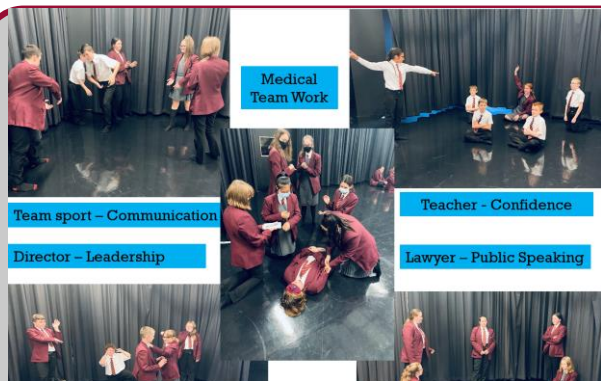 Medical
Team Work
Team sport – Communication
Teacher - Confidence
Director – Leadership
Lawyer – Public Speaking